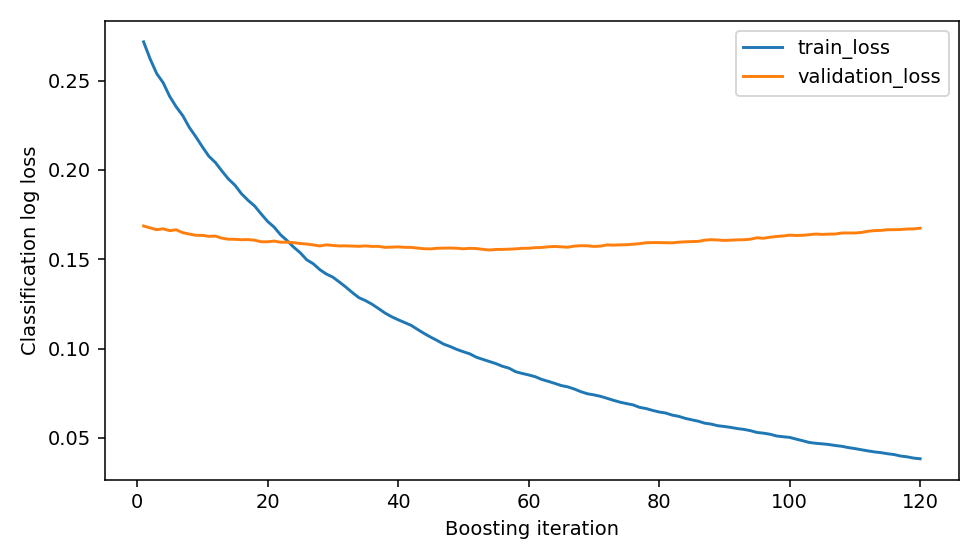 train_loss
validation_loss
0.25
0.20
0.15
0.10
0.05
Classification log loss
0 20 40 60 80 100 120
Boosting iteration